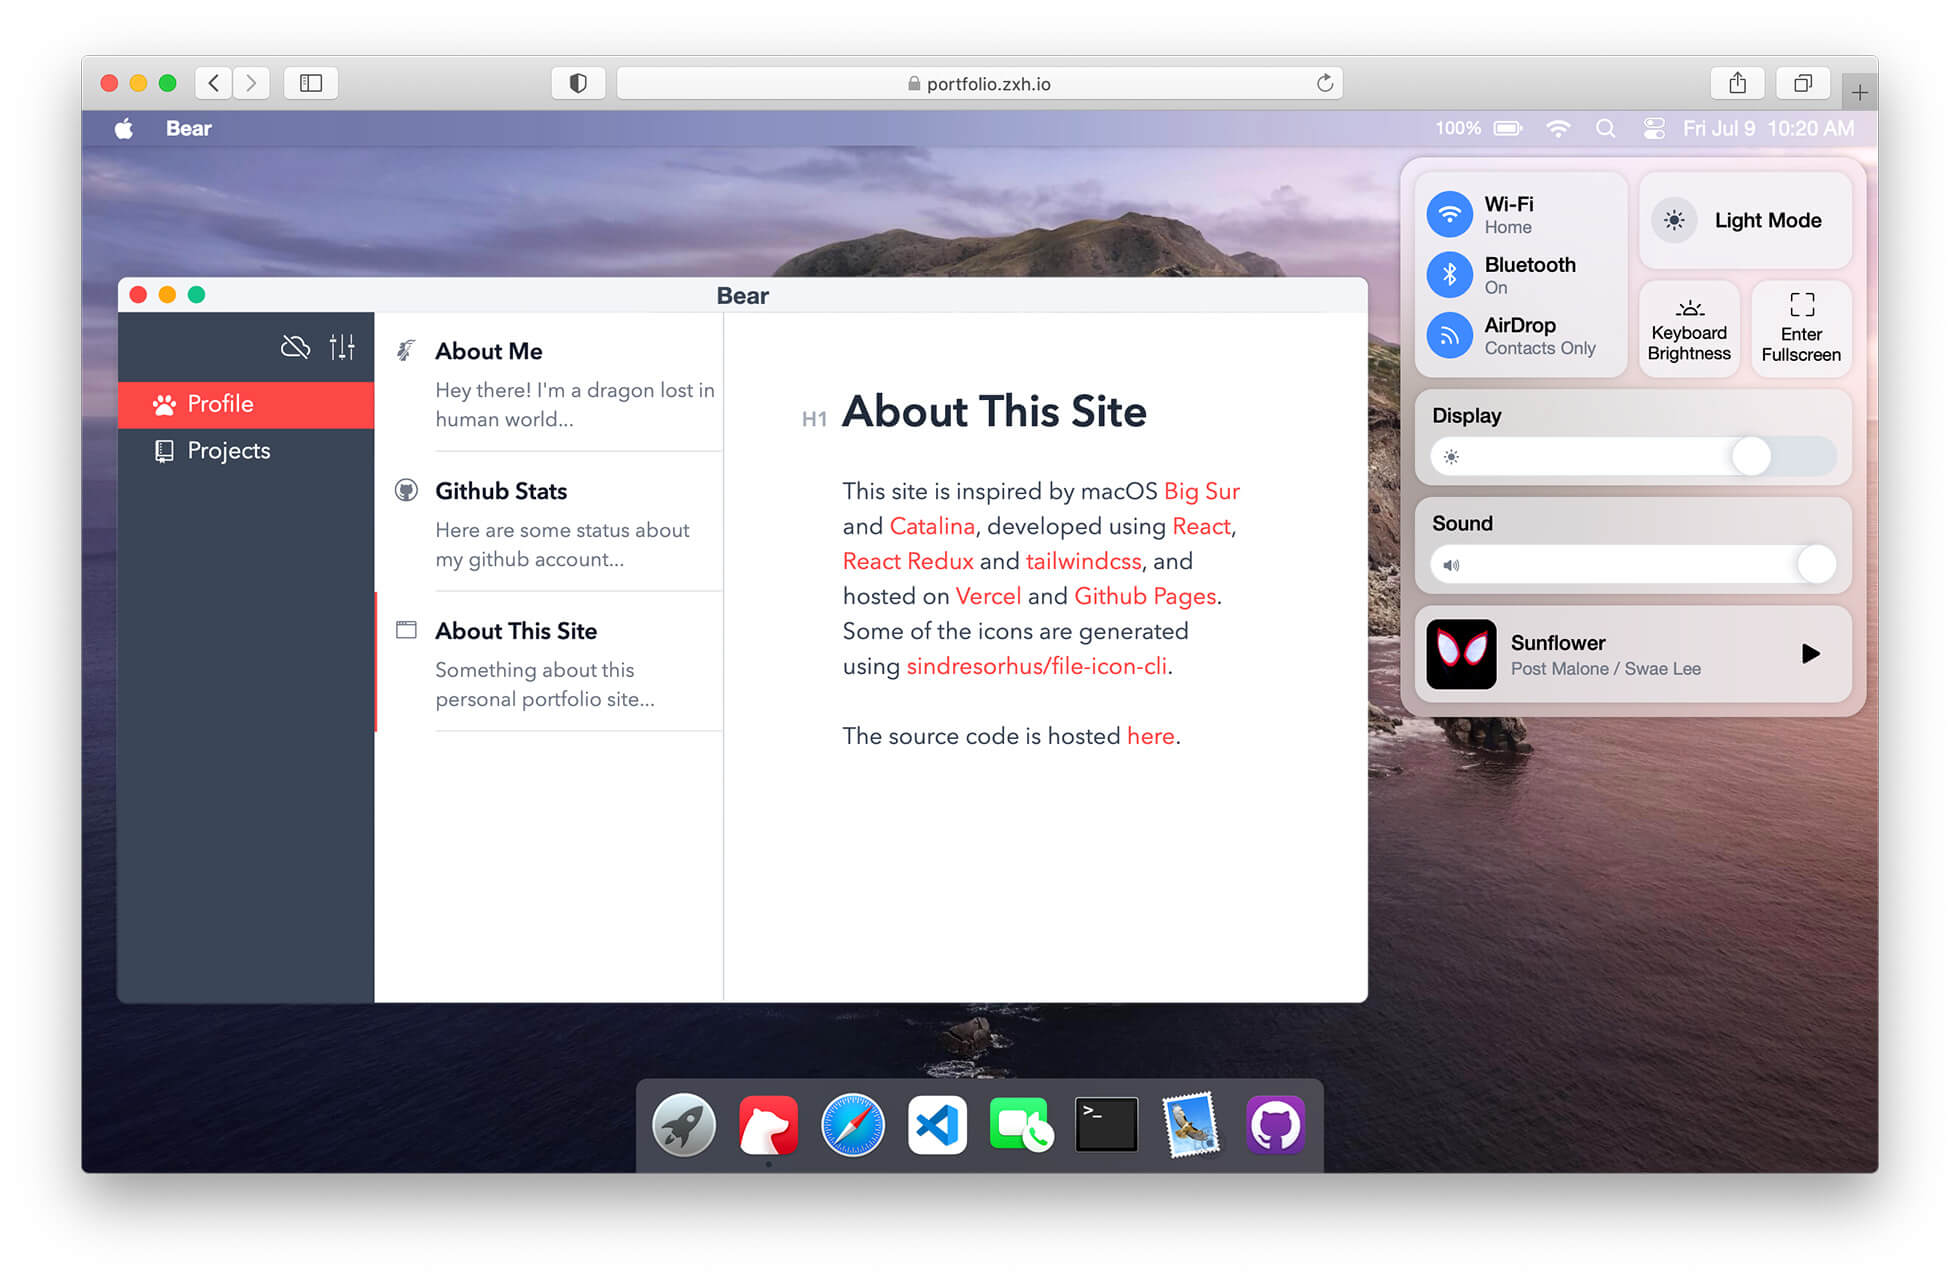 portfolio.zxh.io
Bear
100%
Fri Jul 9 10:20 AM
Bear
Profile
Projects
About Me
Hey there! I'm a dragon lost in
human world...
Github Stats
Here are some status about
my github account...
About This Site
Something about this
personal portfolio site...
H1 About This Site
This site is inspired by macOS Big Sur
and Catalina, developed using React,
React Redux and tailwindcss, and
hosted on Vercel and Github Pages.
Some of the icons are generated
using sindresorhus/file-icon-cli.
The source code is hosted here.
Wi-Fi
Home
Bluetooth
On
AirDrop
Contacts Only
Light Mode
Keyboard
Brightness
Enter
Fullscreen
Display
Sound
Sunflower
Post Malone / Swae Lee
>_